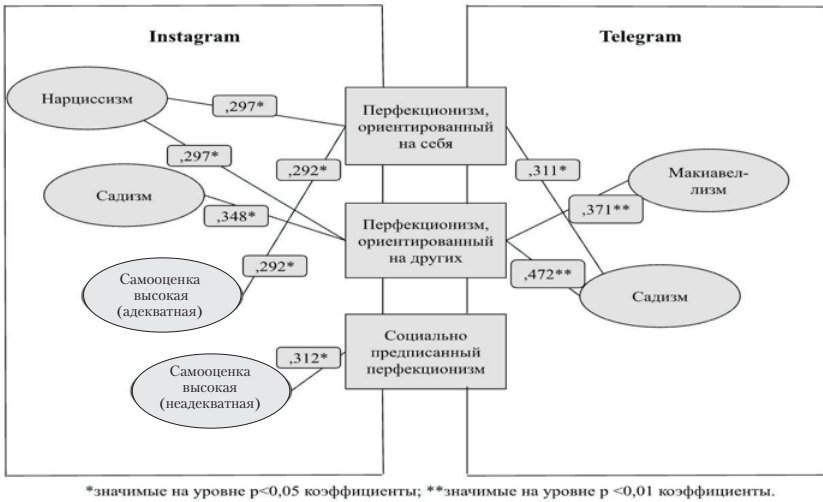 Instagram
Telegram
Нарциссизм
,297*
Перфекционизм,
ориентированный
на себя
,297*
,292*
,311*
Макиавел-
лизм
Садизм
,348*
,371**
Перфекционизм,
ориентированный
на других
,292*
,472**
Самооценка
высокая
(адекватная)
Садизм
Социально
предписанный
перфекционизм
,312*
Самооценка
высокая
(неадекватная)
*значимые на уровне p<0,05 коэффициенты; **значимые на уровне p <0,01 коэффициенты.